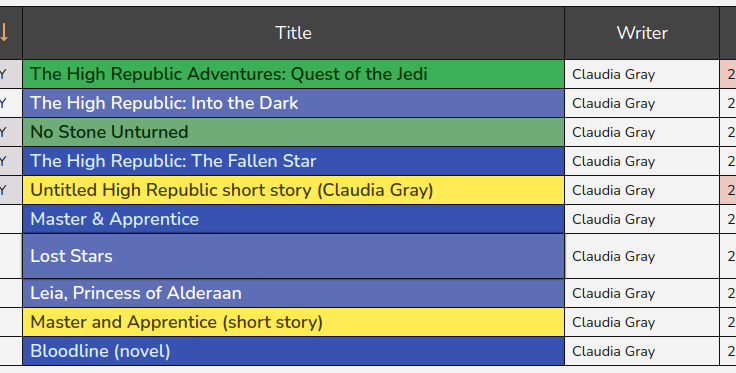 ↓ Title Writer
Y The High Republic Adventures: Quest of the Jedi Claudia Gray 2
Y The High Republic: Into the Dark Claudia Gray 2
Y No Stone Unturned Claudia Gray 2
Y The High Republic: The Fallen Star Claudia Gray 2
Y Untitled High Republic short story (Claudia Gray) Claudia Gray 2
Master & Apprentice Claudia Gray 2
Lost Stars Claudia Gray 2
Leia, Princess of Alderaan Claudia Gray 2
Master and Apprentice (short story) Claudia Gray 2
Bloodline (novel) Claudia Gray 2